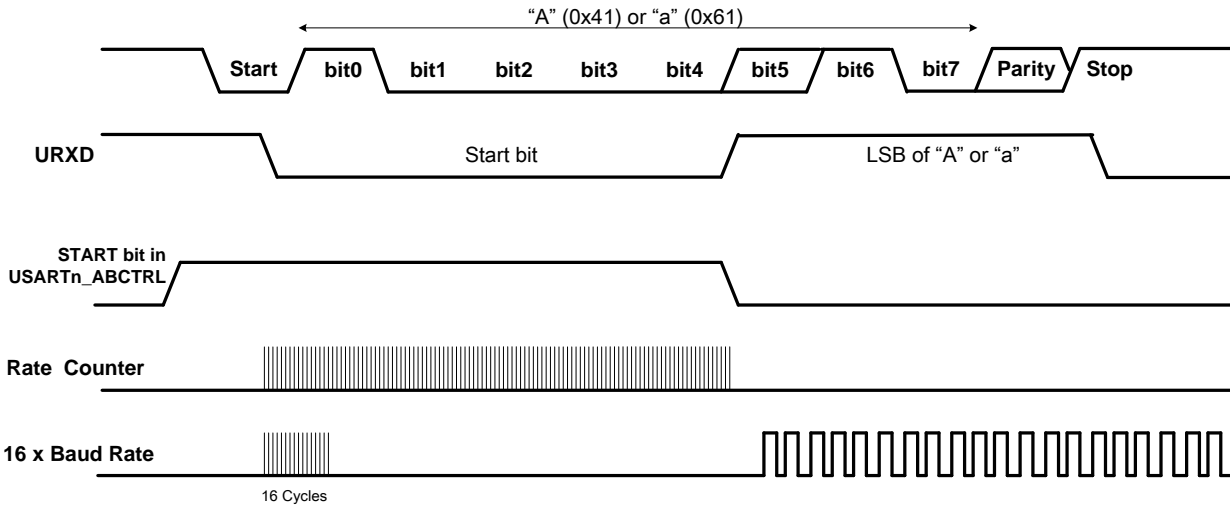 “A” (0x41) or “a” (0x61)
Start bit0 bit1 bit2 bit3 bit4 bit5 bit6 bit7 Parity Stop
URXD
Start bit
LSB of “A” or “a”
START bit in
USARTn_ABCTRL
Rate Counter
16 x Baud Rate
16 Cycles